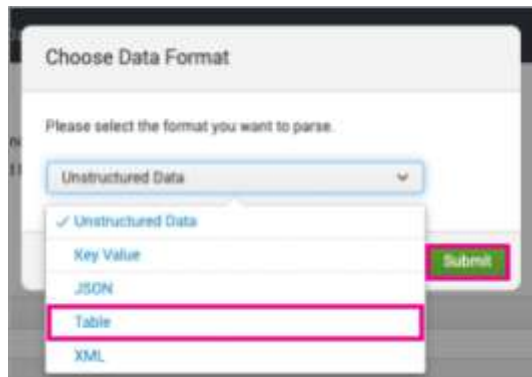 Choose Data Format
Please select the format you want to parse.
Unstructured Data
✓ Unstructured Data
Key Value
Submit
JSON
Table
XML